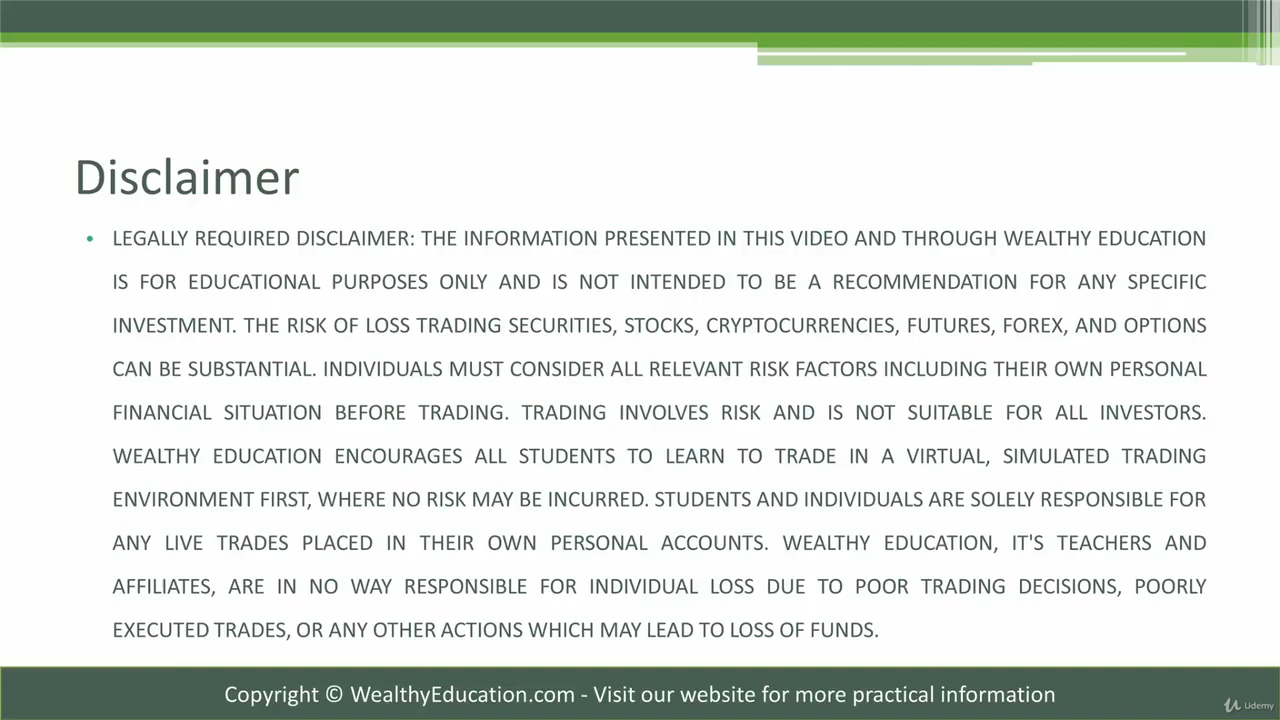 Disclaimer
• LEGALLY REQUIRED DISCLAIMER: THE INFORMATION PRESENTED IN THIS VIDEO AND THROUGH WEALTHY EDUCATION
IS FOR EDUCATIONAL PURPOSES ONLY AND IS NOT INTENDED TO BE A RECOMMENDATION FOR ANY SPECIFIC
INVESTMENT. THE RISK OF LOSS TRADING SECURITIES, STOCKS, CRYPTOCURRENCIES, FUTURES, FOREX, AND OPTIONS
CAN BE SUBSTANTIAL. INDIVIDUALS MUST CONSIDER ALL RELEVANT RISK FACTORS INCLUDING THEIR OWN PERSONAL
FINANCIAL SITUATION BEFORE TRADING. TRADING INVOLVES RISK AND IS NOT SUITABLE FOR ALL INVESTORS.
WEALTHY EDUCATION ENCOURAGES ALL STUDENTS TO LEARN TO TRADE IN A VIRTUAL, SIMULATED TRADING
ENVIRONMENT FIRST, WHERE NO RISK MAY BE INCURRED. STUDENTS AND INDIVIDUALS ARE SOLELY RESPONSIBLE FOR
ANY LIVE TRADES PLACED IN THEIR OWN PERSONAL ACCOUNTS. WEALTHY EDUCATION, IT'S TEACHERS AND
AFFILIATES, ARE IN NO WAY RESPONSIBLE FOR INDIVIDUAL LOSS DUE TO POOR TRADING DECISIONS, POORLY
EXECUTED TRADES, OR ANY OTHER ACTIONS WHICH MAY LEAD TO LOSS OF FUNDS.
Copyright © WealthyEducation.com - Visit our website for more practical information
Udemy